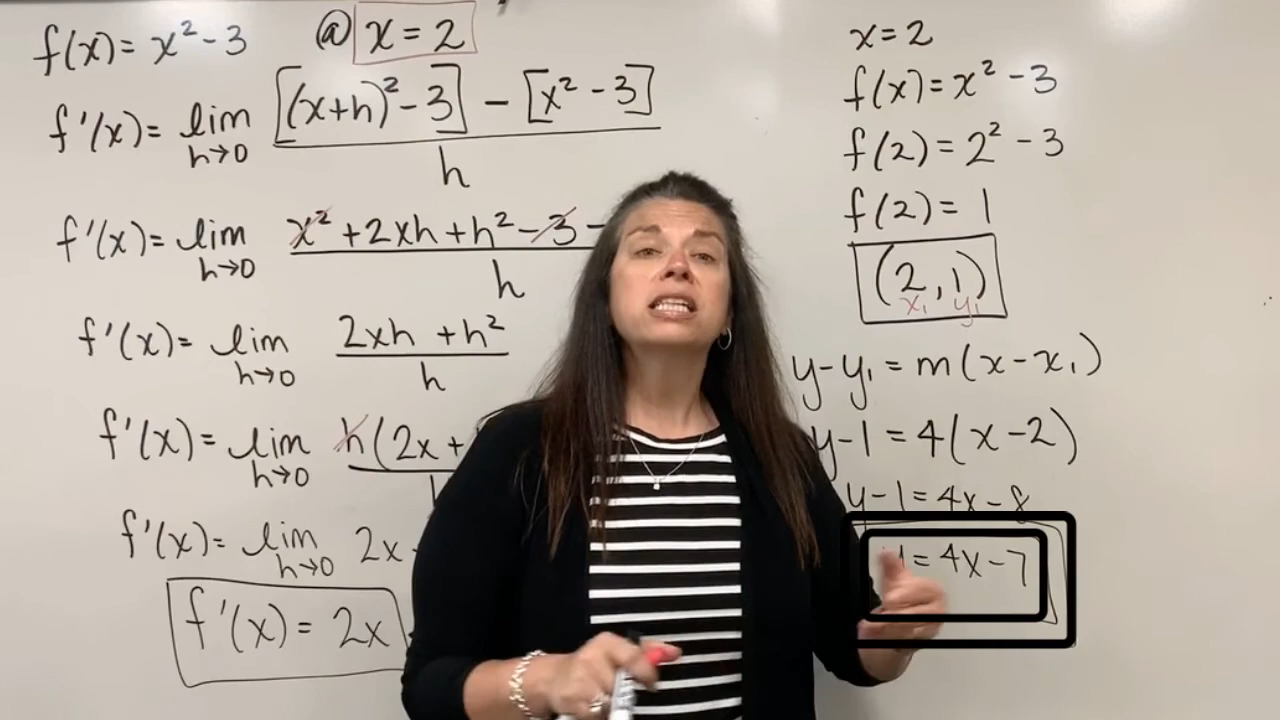 f(x) = x² - 3 @ x = 2
f'(x) = lim h→0 [(x+h)² - 3] - [x² - 3] / h
f'(x) = lim h→0 x² + 2xh + h² - 3 - / h
f'(x) = lim h→0 2xh + h² / h
f'(x) = lim h→0 h(2x +
f'(x) = lim h→0 2x
f'(x) = 2x
x = 2
f(x) = x² - 3
f(2) = 2² - 3
f(2) = 1
(2, 1)
x₁ y₁
y - y₁ = m(x - x₁)
y - 1 = 4(x - 2)
y - 1 = 4x - 8
y = 4x - 7